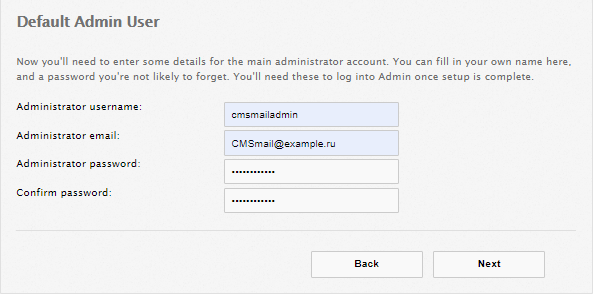 Default Admin User
Now you'll need to enter some details for the main administrator account. You can fill in your own name here,
and a password you're not likely to forget. You'll need these to log into Admin once setup is complete.
Administrator username:
cmsmailadmin
Administrator email:
CMSmail@example.ru
Administrator password:
••••••••••••
Confirm password:
••••••••••••
Back
Next